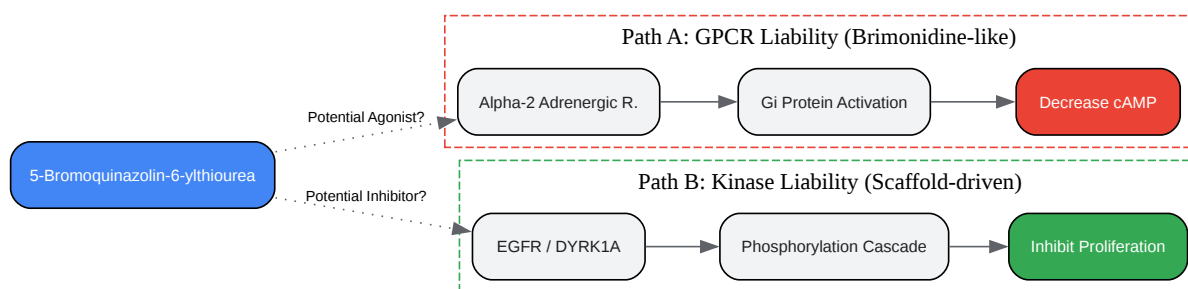 Path A: GPCR Liability (Brimonidine-like)
Alpha-2 Adrenergic R.
Gi Protein Activation
Decrease cAMP
Potential Agonist?
5-Bromoquinazolin-6-ylthiourea
Potential Inhibitor?
Path B: Kinase Liability (Scaffold-driven)
EGFR / DYRK1A
Phosphorylation Cascade
Inhibit Proliferation